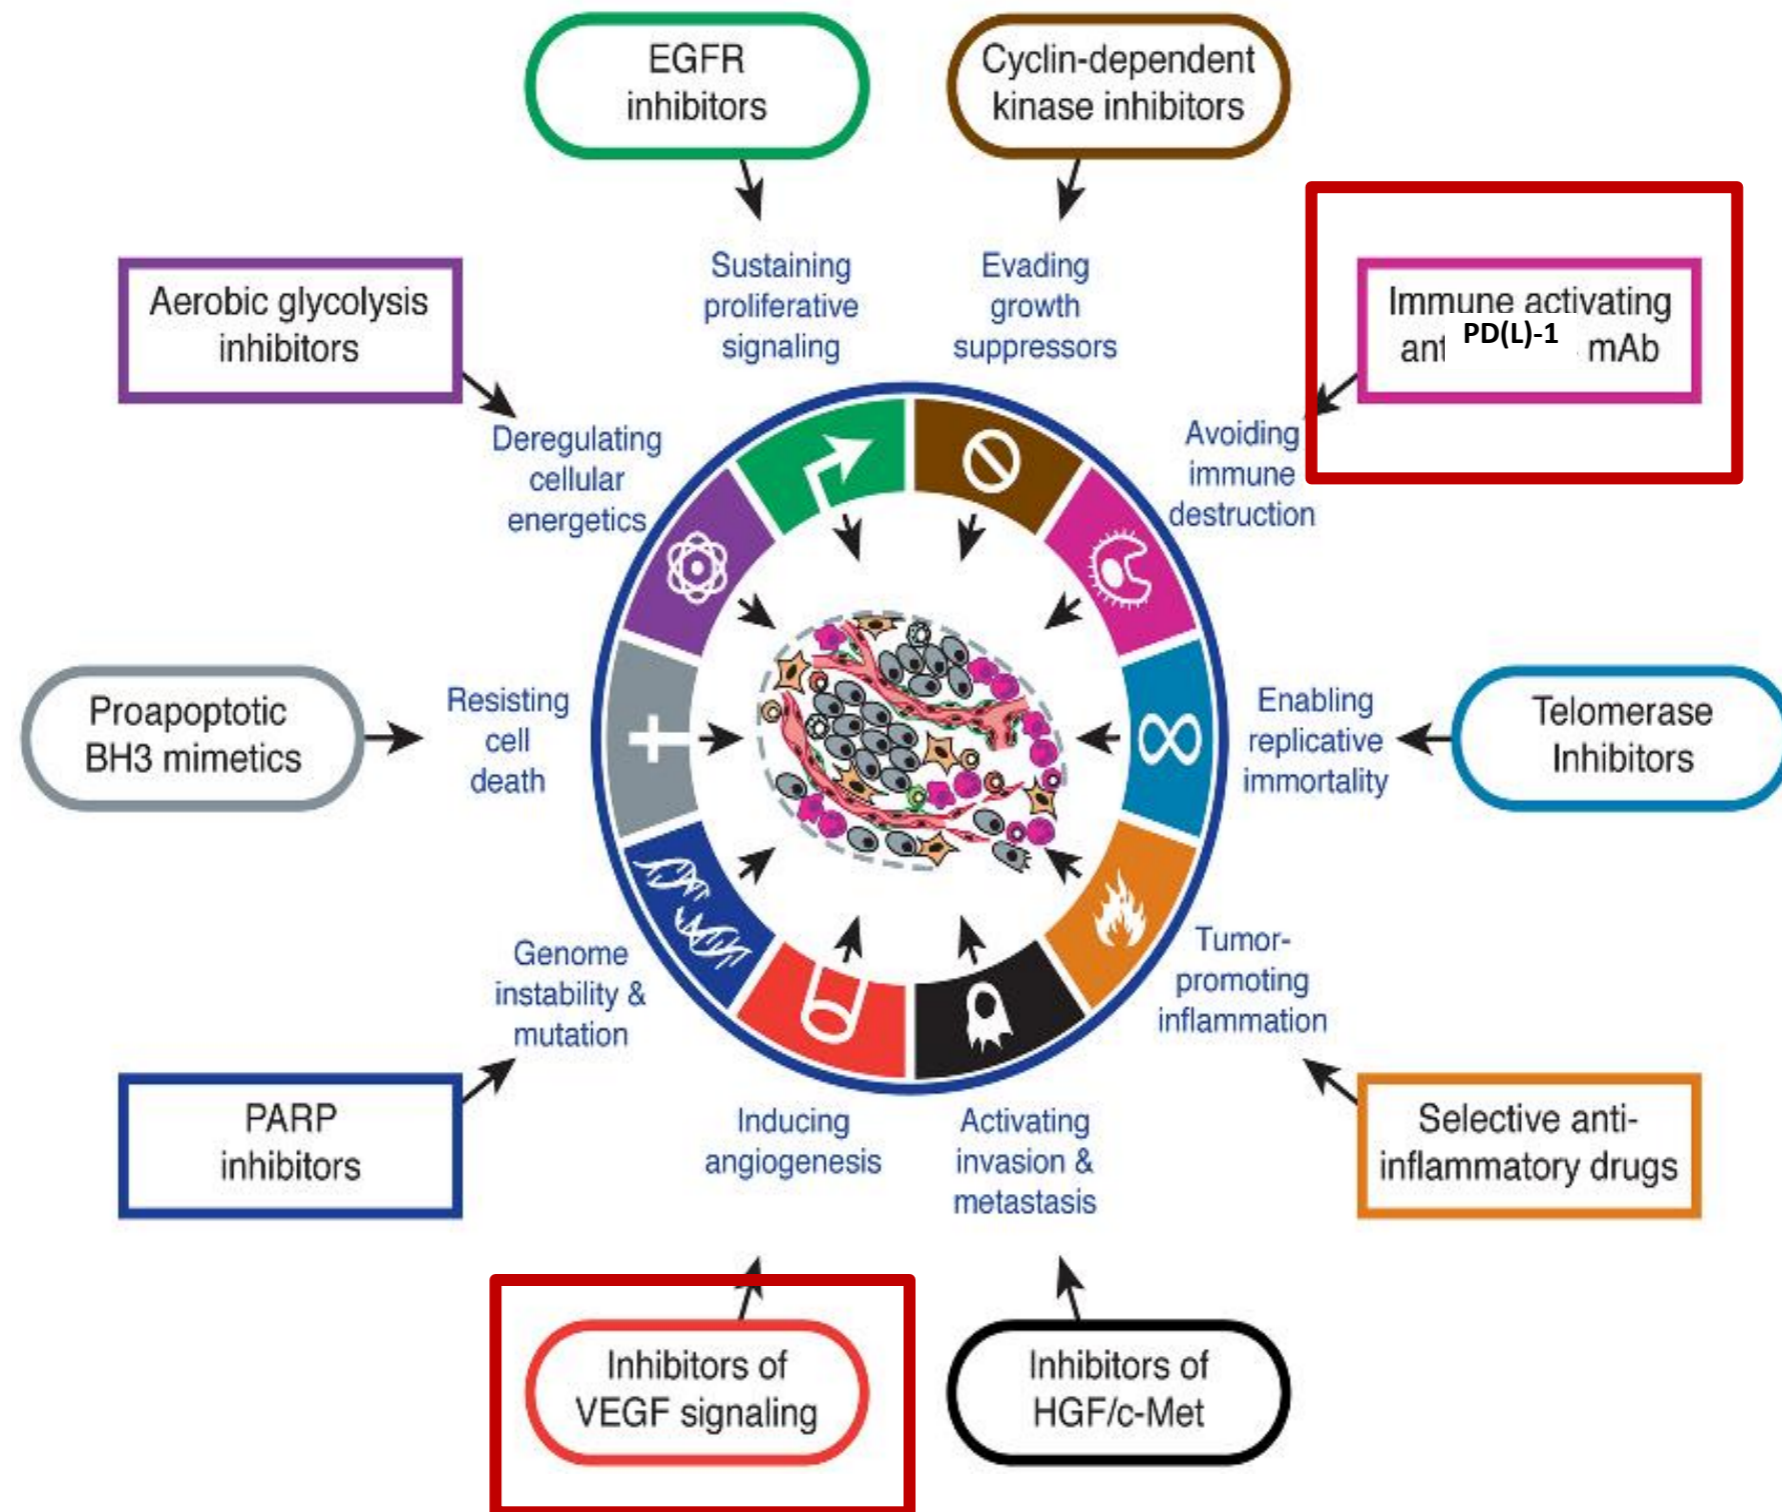 EGFR
inhibitors
Cyclin-dependent
kinase inhibitors
Sustaining
proliferative
signaling
Evading
growth
suppressors
Aerobic glycolysis
inhibitors
Immune activating
PD(L)-1 mAb
Deregulating
cellular
energetics
Avoiding
immune
destruction
Proapoptotic
BH3 mimetics
Resisting
cell
death
Enabling
replicative
immortality
Telomerase
Inhibitors
Genome
instability &
mutation
Tumor-
promoting
inflammation
PARP
inhibitors
Inducing
angiogenesis
Activating
invasion &
metastasis
Selective anti-
inflammatory drugs
Inhibitors of
VEGF signaling
Inhibitors of
HGF/c-Met